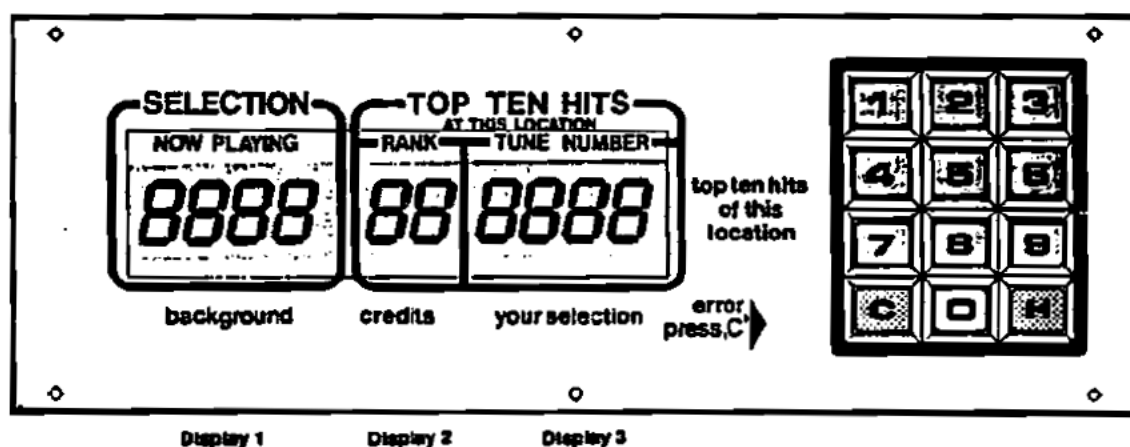 SELECTION
TOP TEN HITS
AT THIS LOCATION
NOW PLAYING
RANK
TUNE NUMBER
8888
88
8888
top ten hits
of this
location
background
credits
your selection
error
press,C'
1 2 3
4 5 6
7 8 9
C 0 H
Display 1
Display 2
Display 3